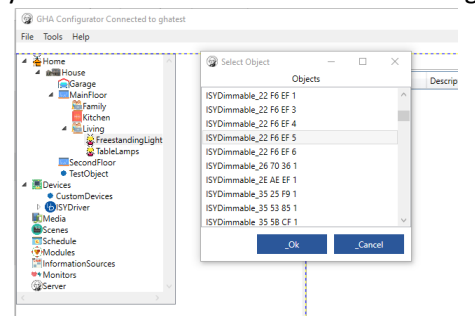 GHA Configurator Connected to ghatest
File Tools Help
Home
House
Garage
MainFloor
Family
Kitchen
Living
FreestandingLight
TableLamps
SecondFloor
TestObject
Devices
CustomDevices
ISYDriver
Media
Scenes
Schedule
Modules
InformationSources
Monitors
Server
Select Object
Objects
ISYDimmable_22 F6 EF 1
ISYDimmable_22 F6 EF 3
ISYDimmable_22 F6 EF 4
ISYDimmable_22 F6 EF 5
ISYDimmable_22 F6 EF 6
ISYDimmable_26 70 36 1
ISYDimmable_2E AE EF 1
ISYDimmable_35 25 F9 1
ISYDimmable_35 53 85 1
ISYDimmable_35 5B CF 1
_Ok _Cancel
Descrip